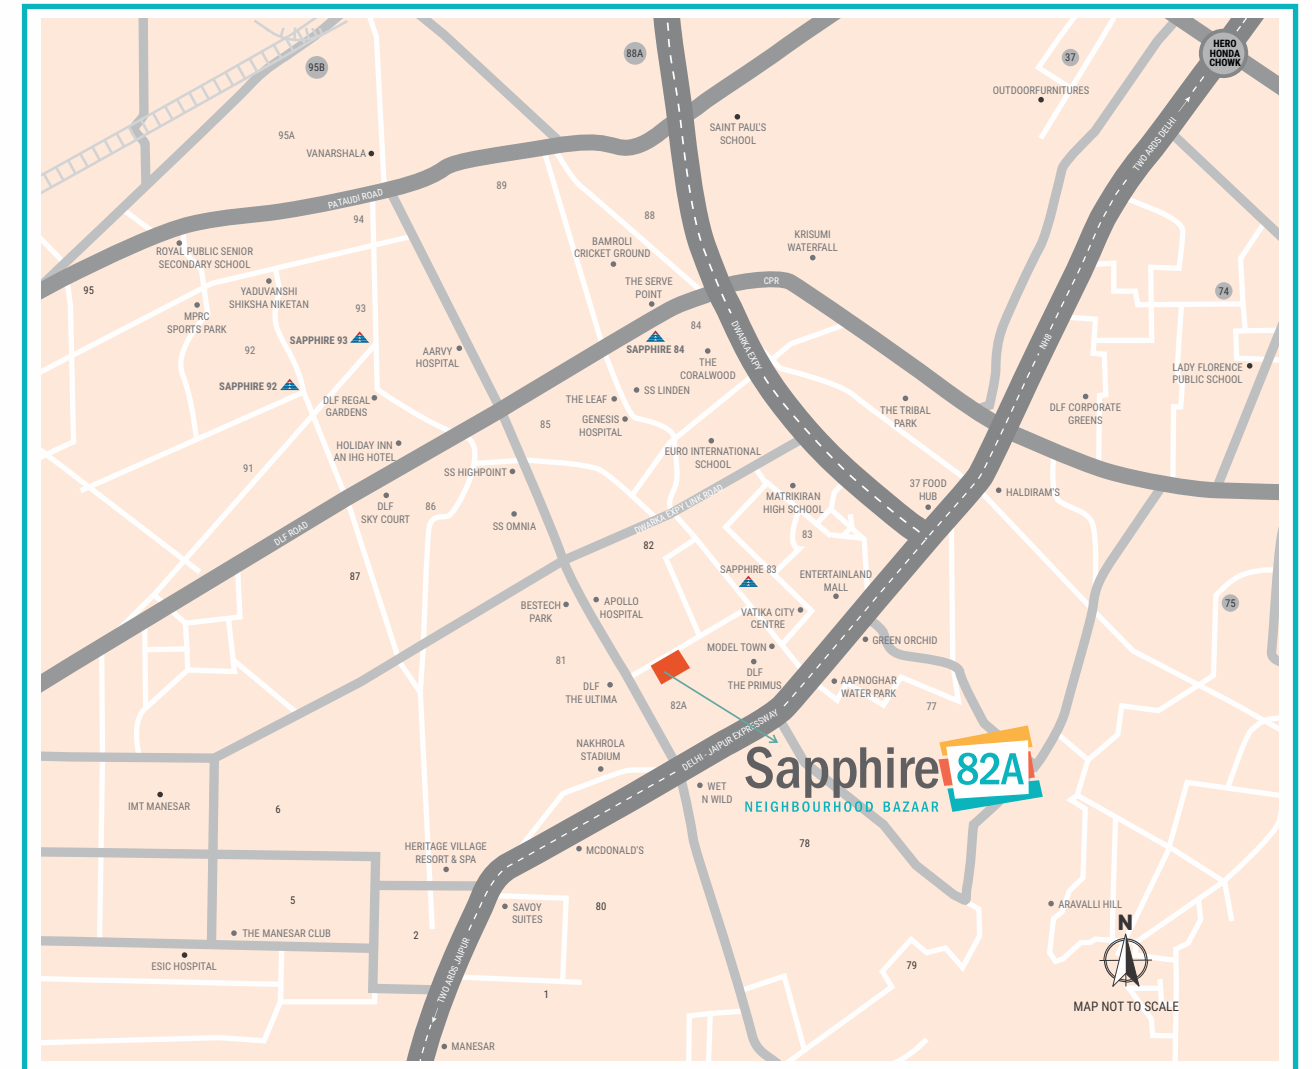 HERO
HONDA
CHOWK
88A
37
95B
OUTDOORFURNITURES
SAINT PAUL'S
SCHOOL
TWO ARDS DELHI
95A
VANARSHALA
89
PATAUDI ROAD
94
88
ROYAL PUBLIC SENIOR
SECONDARY SCHOOL
BAMROLI
CRICKET GROUND
KRISUMI
WATERFALL
95
YADUVANSHI
SHIKSHA NIKETAN
THE SERVE
POINT
CPR
74
MPRC
SPORTS PARK
93
SAPPHIRE 93
92
84
SAPPHIRE 84
DWARKA EXPY
NH8
AARVY
HOSPITAL
THE
CORALWOOD
LADY FLORENCE
PUBLIC SCHOOL
SAPPHIRE 92
SS LINDEN
DLF REGAL
GARDENS
THE LEAF
THE TRIBAL
PARK
DLF CORPORATE
GREENS
85
GENESIS
HOSPITAL
HOLIDAY INN
AN IHG HOTEL
EURO INTERNATIONAL
SCHOOL
91
SS HIGHPOINT
37 FOOD
HUB
HALDIRAM'S
DLF
SKY COURT
86
DWARKA EXPY LINK ROAD
MATRIKIRAN
HIGH SCHOOL
SS OMNIA
DLF ROAD
82
83
87
SAPPHIRE 83
ENTERTAINLAND
MALL
BESTECH
PARK
APOLLO
HOSPITAL
VATIKA CITY
CENTRE
75
GREEN ORCHID
MODEL TOWN
81
DLF
THE PRIMUS
AAPNOGHAR
WATER PARK
DLF
THE ULTIMA
82A
77
DELHI - JAIPUR EXPRESSWAY
NAKHROLA
STADIUM
Sapphire 82A
NEIGHBOURHOOD BAZAAR
WET
N WILD
IMT MANESAR
6
78
HERITAGE VILLAGE
RESORT & SPA
MCDONALD'S
5
80
SAVOY
SUITES
ARAVALLI HILL
THE MANESAR CLUB
2
N
ESIC HOSPITAL
79
TWO ARDS JAIPUR
1
MAP NOT TO SCALE
MANESAR